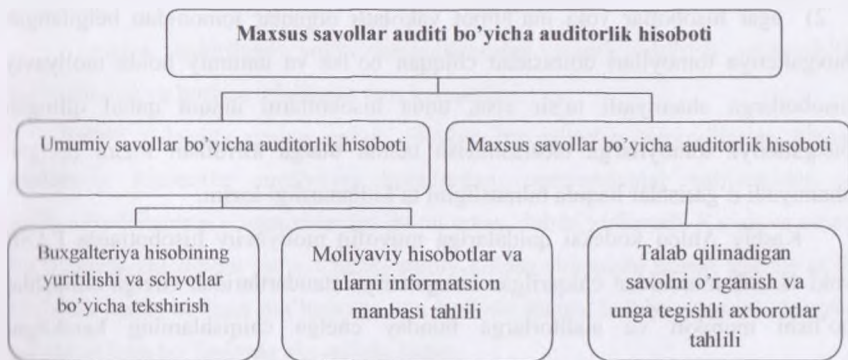 Maxsus savollar auditi bo'yicha auditorlik hisoboti
Umumiy savollar bo'yicha auditorlik hisoboti
Maxsus savollar bo'yicha auditorlik hisoboti
Buxgalteriya hisobining
yuritilishi va schyotlar
bo'yicha tekshirish
Moliyaviy hisobotlar va
ularni informatsion
manbasi tahlili
Talab qilinadigan
savolni o'rganish va
unga tegishli axborotlar
tahlili